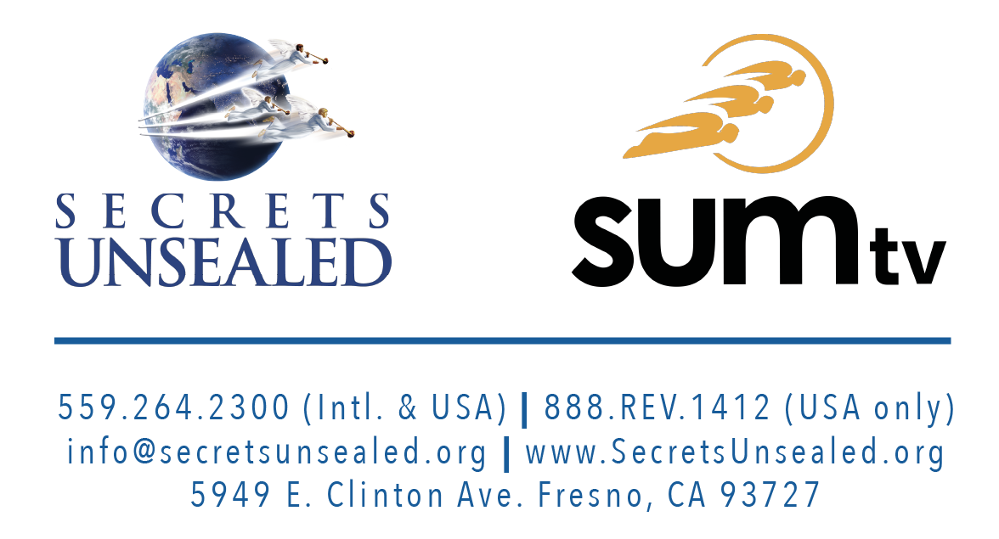 SECRETS
UNSEALED
sumtv
559.264.2300 (Intl. & USA) | 888.REV.1412 (USA only)
info@secretsunsealed.org | www.SecretsUnsealed.org
5949 E. Clinton Ave. Fresno, CA 93727